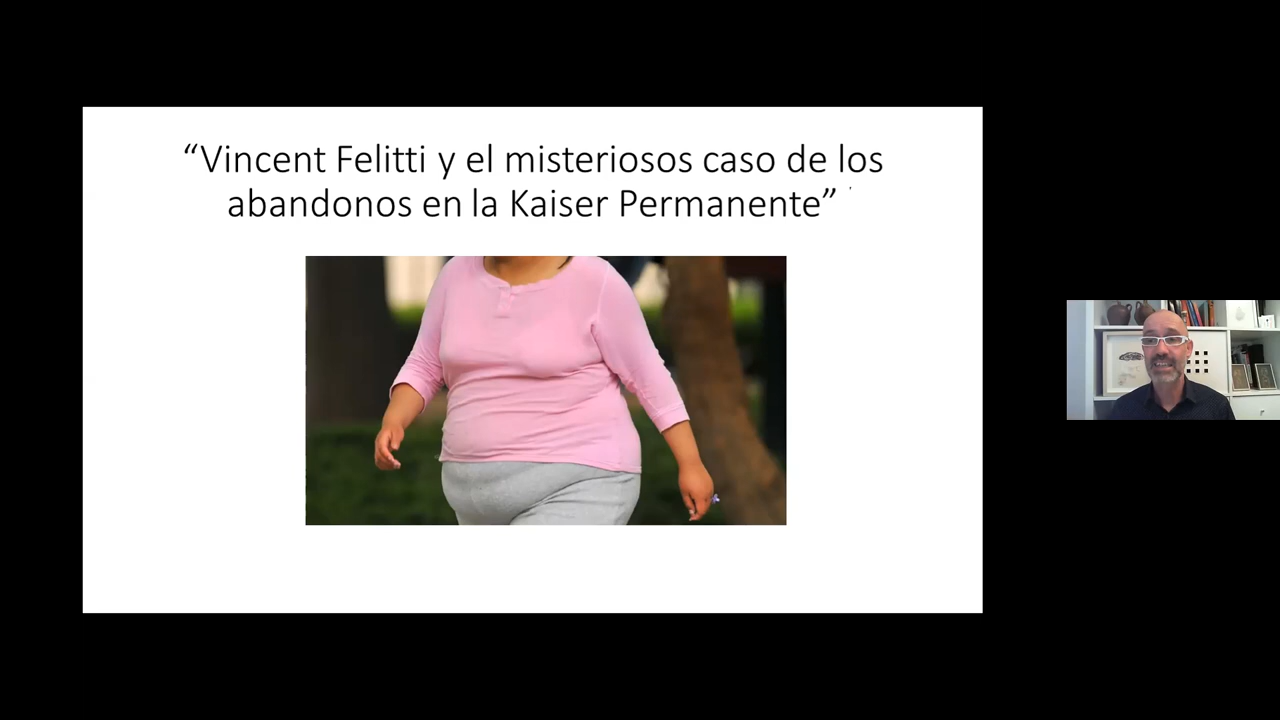 “Vincent Felitti y el misteriosos caso de los
abandonos en la Kaiser Permanente”